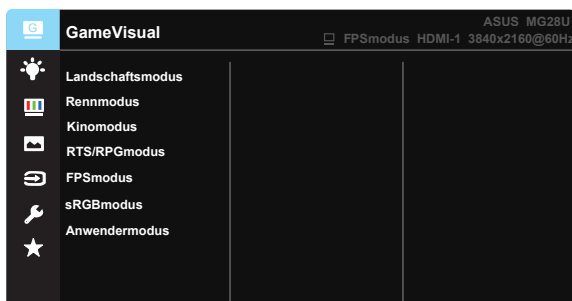 G
GameVisual
ASUS MG28U
FPSmodus HDMI-1 3840x2160@60Hz
Landschaftsmodus
Rennmodus
Kinomodus
RTS/RPGmodus
FPSmodus
sRGBmodus
Anwendermodus